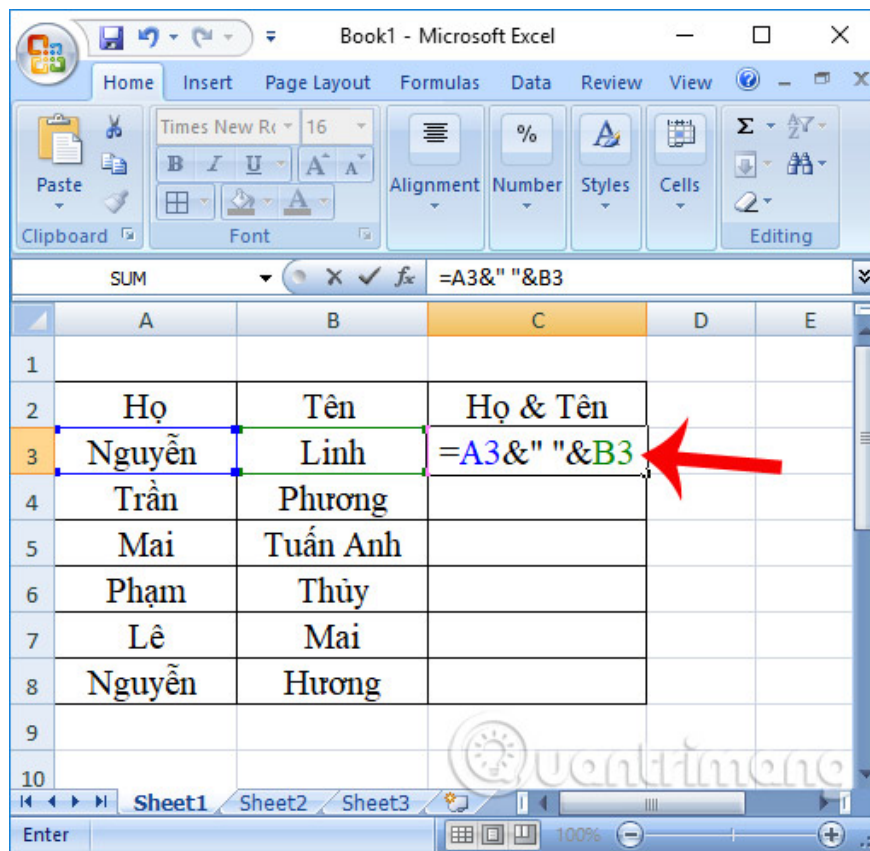 Book1 - Microsoft Excel
Home Insert Page Layout Formulas Data Review View
Times New Ro 16
Paste B I U A A Alignment Number Styles Cells Σ
% A
Clipboard Font Editing
SUM fx =A3&" "&B3
A B C D E
1
2 Họ Tên Họ & Tên
3 Nguyễn Linh =A3&" "&B3
4 Trần Phương
5 Mai Tuấn Anh
6 Phạm Thùy
7 Lê Mai
8 Nguyễn Hương
9
Quantrimang
10
Sheet1 Sheet2 Sheet3
Enter 100%